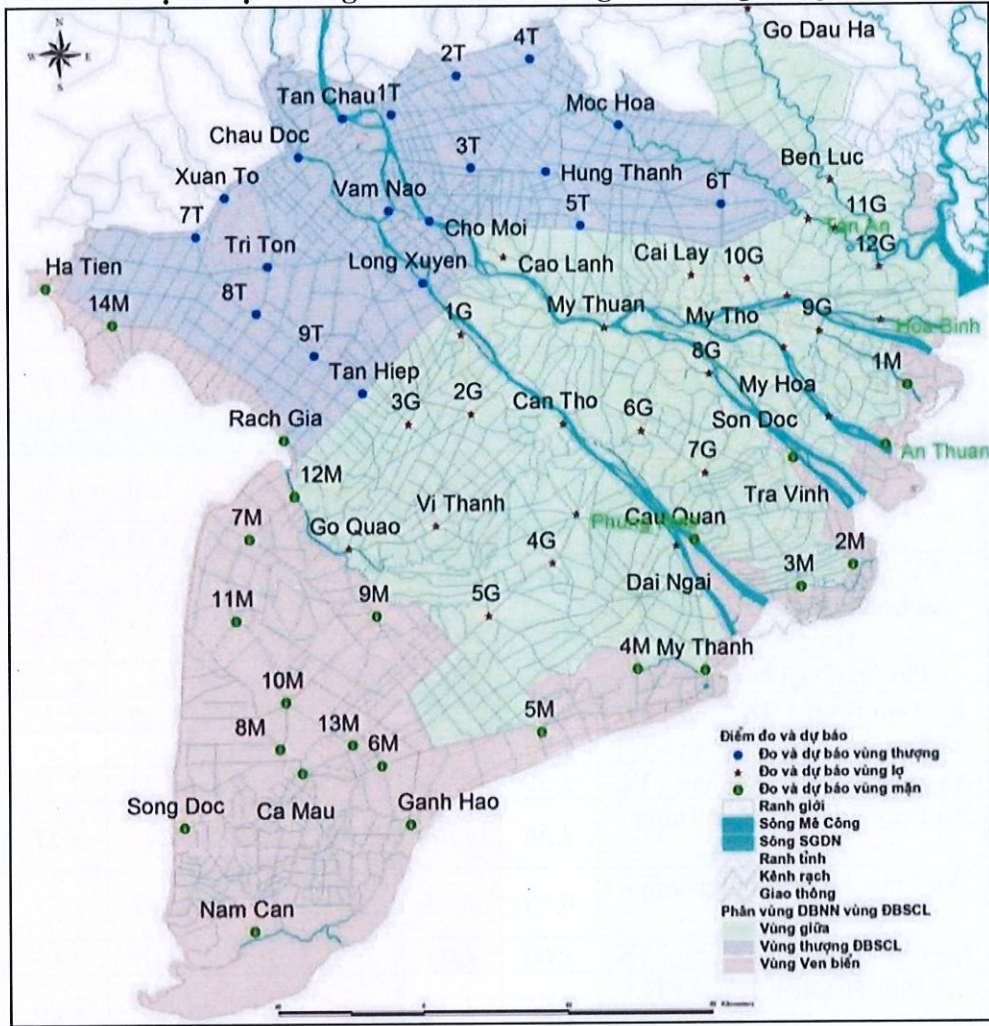 N
W E
S
Go Dau Ha
4T
2T
Tan Chau 1T
Moc Hoa
Chau Doc
Ben Luc
3T
Xuan To
Vam Nao
Hung Thanh
6T
11G
7T
5T
Tan An
Cho Moi
Tri Ton
Cai Lay
10G
12G
Ha Tien
Long Xuyen
Cao Lanh
8T
14M
1G
My Thuan
My Tho
9G
Hoa Binh
9T
8G
1M
Tan Hiep
2G
My Hoa
3G
Can Tho
6G
Rach Gia
Son Doc
7G
An Thuan
12M
Tra Vinh
Vi Thanh
7M
Go Quao
Cau Quan
4G
2M
3M
Dai Ngai
11M
9M
5G
4M My Thanh
10M
8M
13M
5M
6M
Song Doc
Ca Mau
Ganh Hao
Nam Can
Điểm đo và dự báo
Đo và dự báo vùng thượng
Đo và dự báo vùng lợ
Đo và dự báo vùng mặn
Ranh giới
Sông Mê Công
Sông SGDN
Ranh tỉnh
Kênh rạch
Giao thông
Phân vùng DBNN vùng ĐBSCL
Vùng giữa
Vùng thượng ĐBSCL
Vùng Ven biển